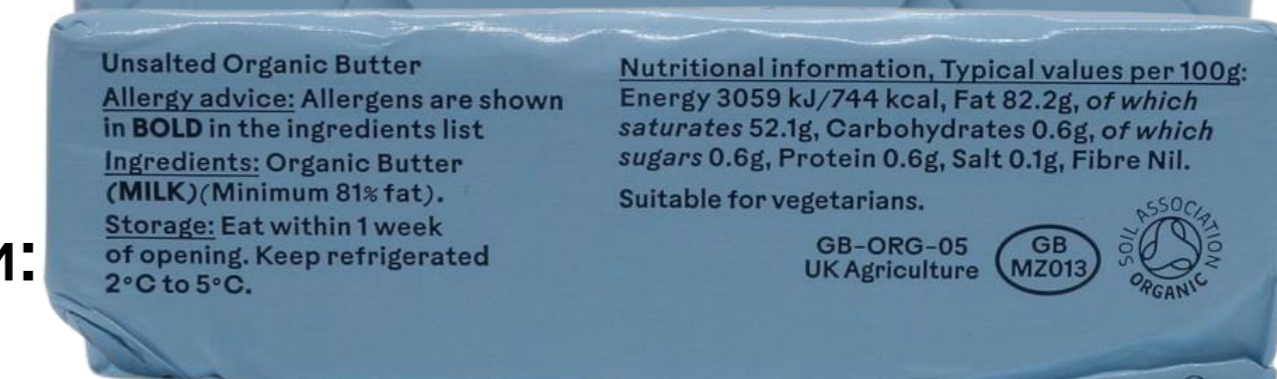 Unsalted Organic Butter
Allergy advice: Allergens are shown
in BOLD in the ingredients list
Ingredients: Organic Butter
(MILK)(Minimum 81% fat).
Storage: Eat within 1 week
of opening. Keep refrigerated
2°C to 5°C.
Nutritional information, Typical values per 100g:
Energy 3059 kJ/744 kcal, Fat 82.2g, of which
saturates 52.1g, Carbohydrates 0.6g, of which
sugars 0.6g, Protein 0.6g, Salt 0.1g, Fibre Nil.
Suitable for vegetarians.
GB-ORG-05
UK Agriculture
GB
MZ013
SOIL ASSOCIATION
ORGANIC